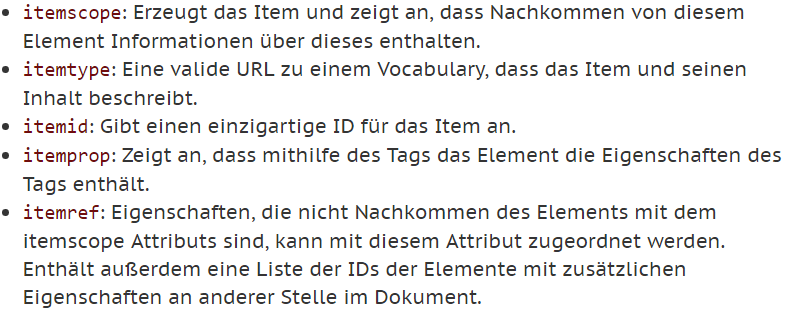 • itemscope: Erzeugt das Item und zeigt an, dass Nachkommen von diesem
Element Informationen über dieses enthalten.
• itemtype: Eine valide URL zu einem Vocabulary, dass das Item und seinen
Inhalt beschreibt.
• itemid: Gibt einen einzigartige ID für das Item an.
• itemprop: Zeigt an, dass mithilfe des Tags das Element die Eigenschaften des
Tags enthält.
• itemref: Eigenschaften, die nicht Nachkommen des Elements mit dem
itemscope Attributs sind, kann mit diesem Attribut zugeordnet werden.
Enthält außerdem eine Liste der IDs der Elemente mit zusätzlichen
Eigenschaften an anderer Stelle im Dokument.